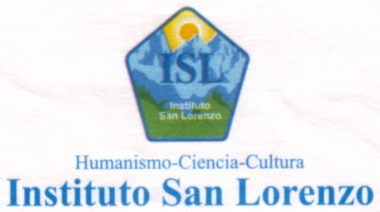 ISL
Instituto
San Lorenzo
Humanismo-Ciencia-Cultura
Instituto San Lorenzo